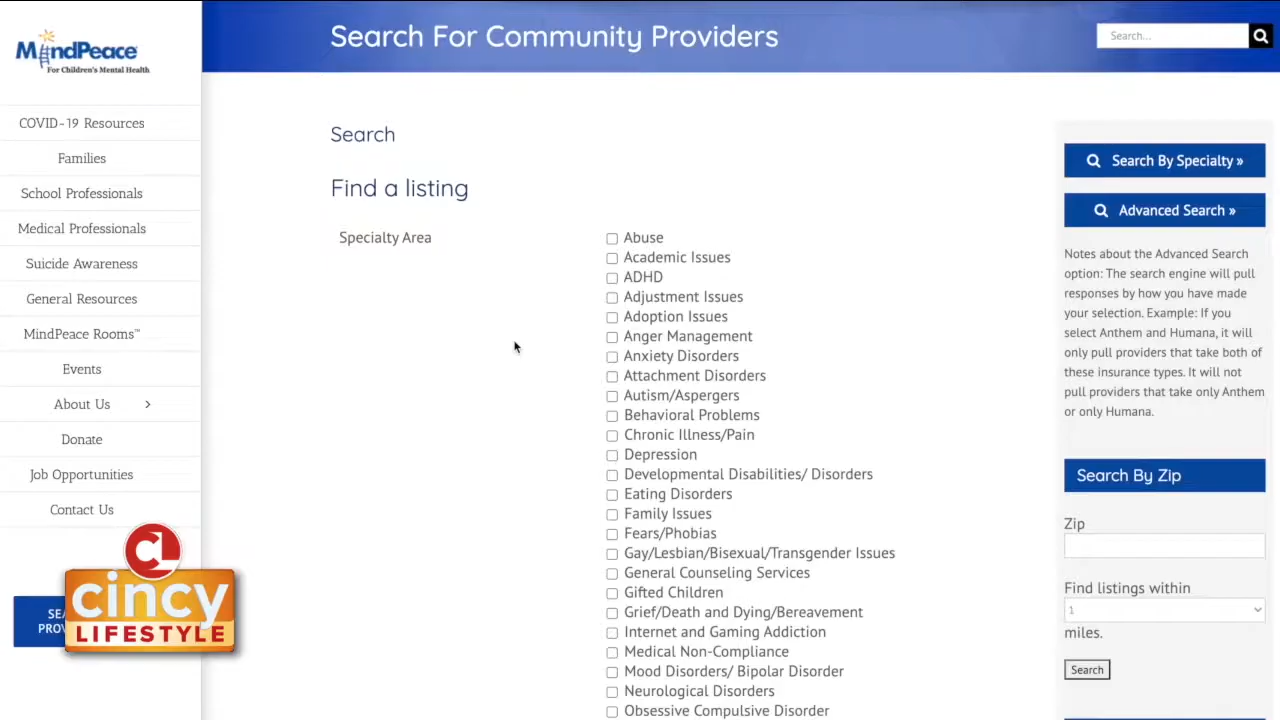 MindPeace
For Children's Mental Health
COVID-19 Resources
Families
School Professionals
Medical Professionals
Suicide Awareness
General Resources
MindPeace Rooms™
Events
About Us
Donate
Job Opportunities
Contact Us
CL
cincy
LIFESTYLE
Search For Community Providers
Search...
Search
Find a listing
Specialty Area
Abuse
Academic Issues
ADHD
Adjustment Issues
Adoption Issues
Anger Management
Anxiety Disorders
Attachment Disorders
Autism/Aspergers
Behavioral Problems
Chronic Illness/Pain
Depression
Developmental Disabilities/ Disorders
Eating Disorders
Family Issues
Fears/Phobias
Gay/Lesbian/Bisexual/Transgender Issues
General Counseling Services
Gifted Children
Grief/Death and Dying/Bereavement
Internet and Gaming Addiction
Medical Non-Compliance
Mood Disorders/ Bipolar Disorder
Neurological Disorders
Obsessive Compulsive Disorder
Search By Specialty »
Advanced Search »
Notes about the Advanced Search
option: The search engine will pull
responses by how you have made
your selection. Example: If you
select Anthem and Humana, it will
only pull providers that take both of
these insurance types. It will not
pull providers that take only Anthem
or only Humana.
Search By Zip
Zip
Find listings within
1
miles.
Search